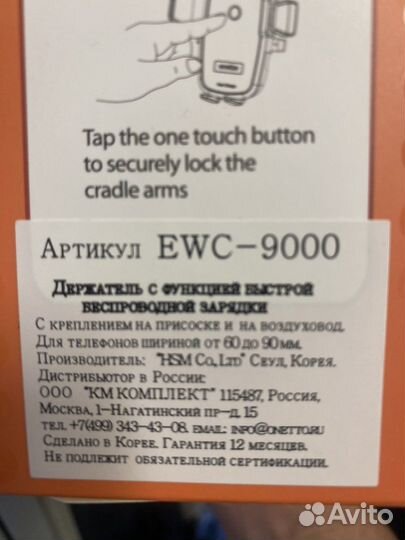 Tap the one touch button
to securely lock the
cradle arms
Артикул EWC-9000
Держатель с функцией быстрой
беспроводной зарядки
С креплением на присоске и на воздуховод.
Для телефонов шириной от 60 до 90 мм.
Производитель: "HSM Co., Ltd" Сеул, Корея.
Дистрибьютор в России:
ООО "КМ КОМПЛЕКТ" 115487, Россия,
Москва, 1-Нагатинский пр-д, 15
тел. +7(499) 343-43-08. email: info@onetto.ru
Сделано в Корее. Гарантия 12 месяцев.
Не подлежит обязательной сертификации.
Avito